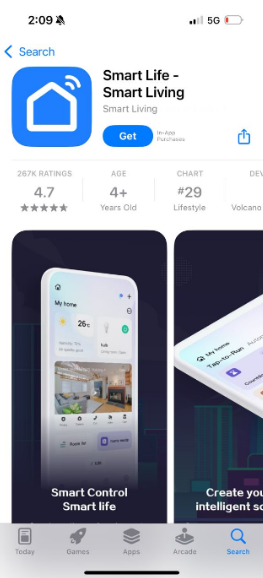 2:09
5G
Search
Smart Life -
Smart Living
Smart Living
Get
In-App
Purchases
267K RATINGS
AGE
CHART
DEV
4.7
4+
#29
Years Old
Lifestyle
Volcano
My home
26°c
My home
Tap-to-Run
Smart Control
Smart life
Create you
intelligent sc
Today
Games
Apps
Arcade
Search